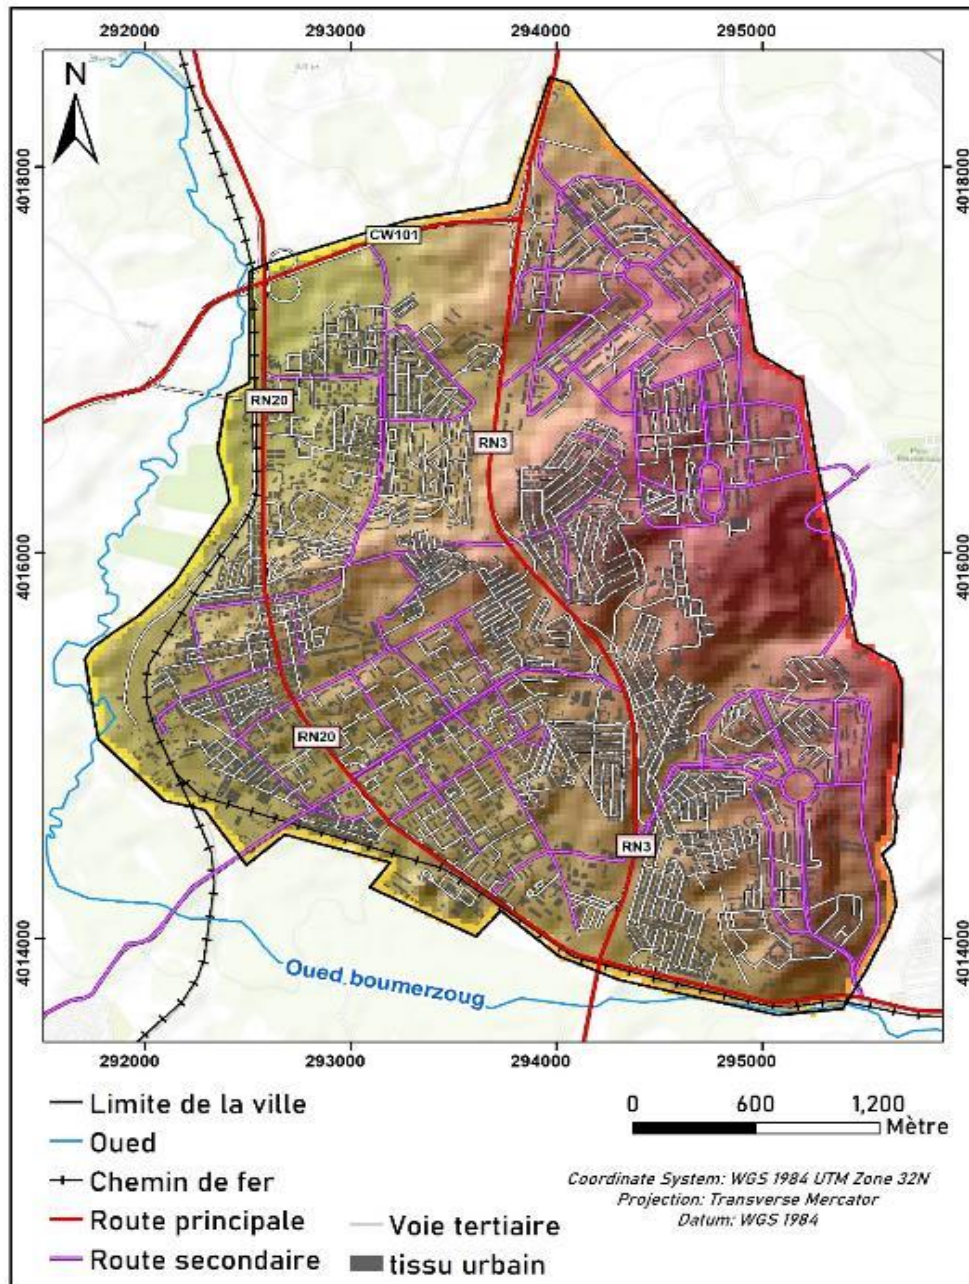 292000 293000 294000 295000
N
4018000 4018000
CW101
RN20
RN3
4016000 4016000
RN20
RN3
4014000 4014000
Oued boumerzoug
292000 293000 294000 295000
Limite de la ville
Oued
Chemin de fer
Route principale
Route secondaire
Voie tertiaire
tissu urbain
0 600 1,200
Mètre
Coordinate System: WGS 1984 UTM Zone 32N
Projection: Transverse Mercator
Datum: WGS 1984